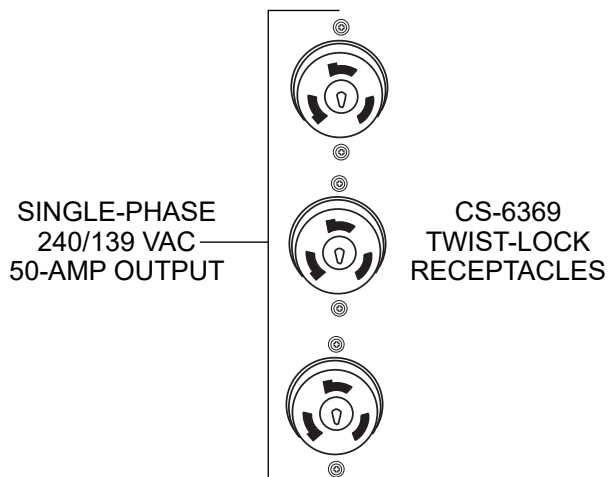 SINGLE-PHASE
240/139 VAC
50-AMP OUTPUT
CS-6369
TWIST-LOCK
RECEPTACLES